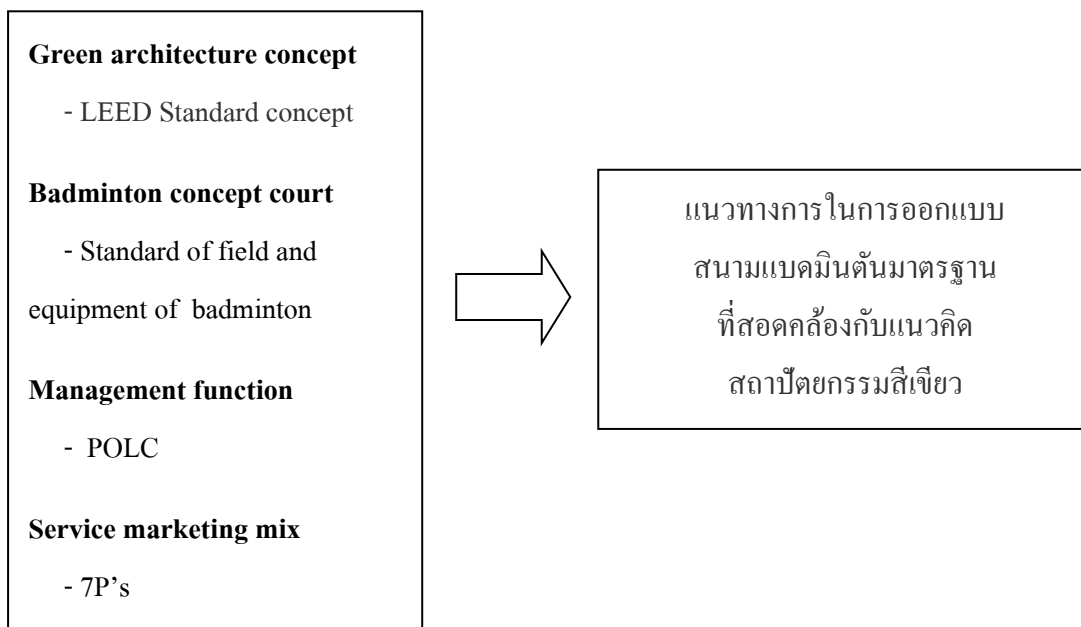 Green architecture concept
- LEED Standard concept
Badminton concept court
- Standard of field and
equipment of badminton
Management function
- POLC
Service marketing mix
- 7P’s
แนวทางการในการออกแบบ
สนามแบดมินตันมาตรฐาน
ที่สอดคล้องกับแนวคิด
สถาปัตยกรรมสีเขียว